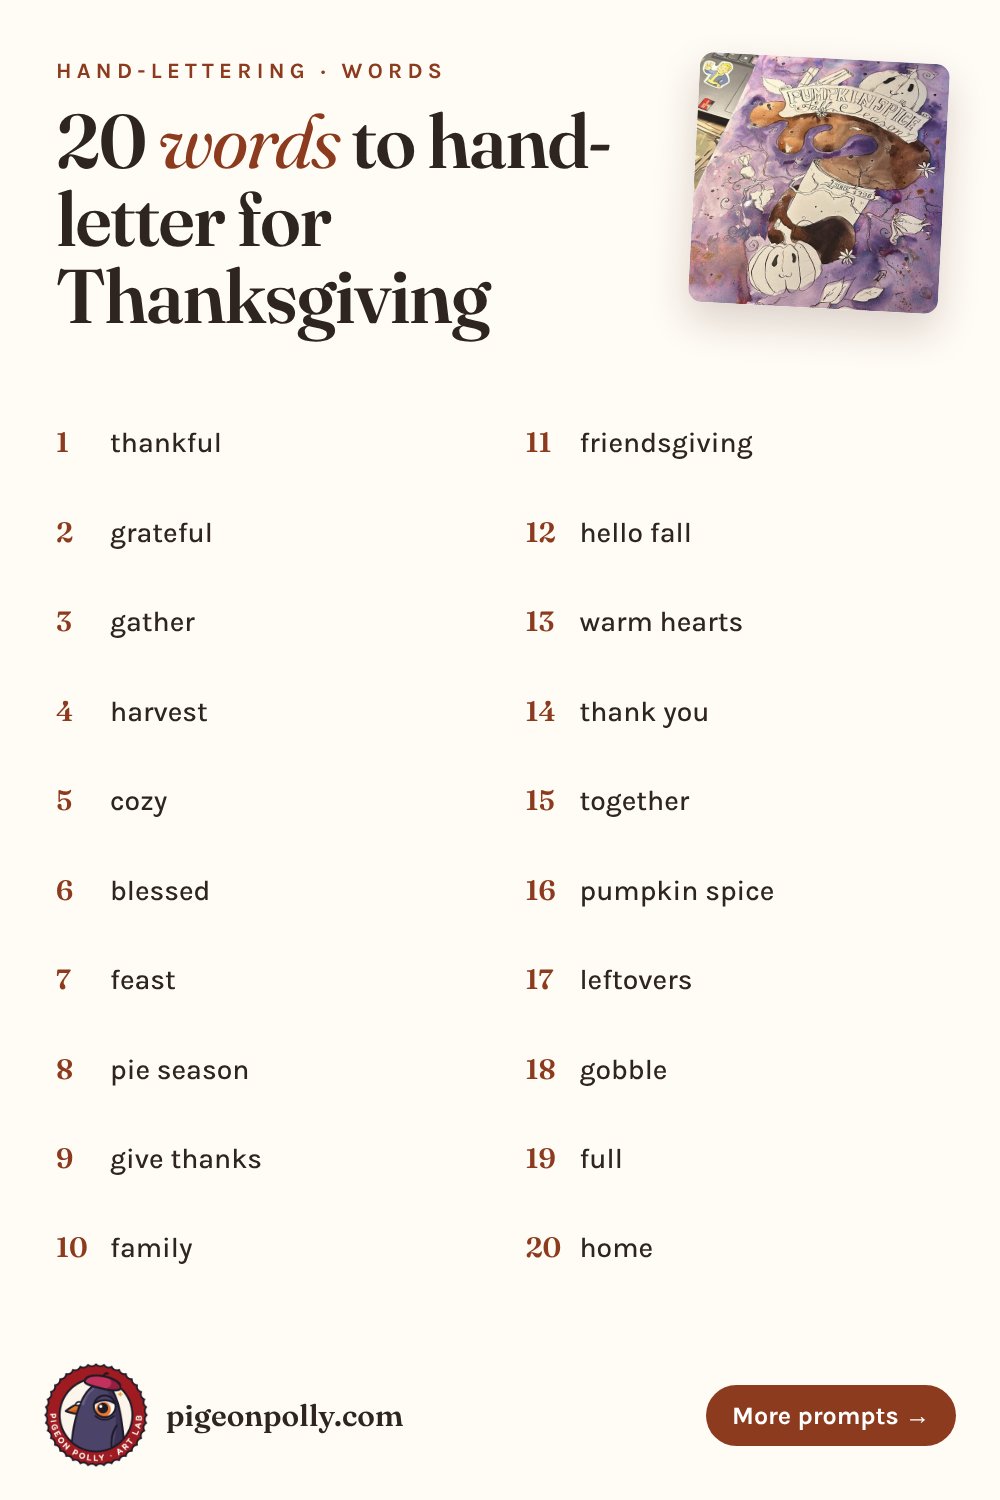 HAND-LETTERING · WORDS
20 words to hand-
letter for
Thanksgiving
PUMPKIN SPICE
1 thankful
2 grateful
3 gather
4 harvest
5 cozy
6 blessed
7 feast
8 pie season
9 give thanks
10 family
11 friendsgiving
12 hello fall
13 warm hearts
14 thank you
15 together
16 pumpkin spice
17 leftovers
18 gobble
19 full
20 home
PIGEON POLLY · ART LAB
pigeonpolly.com
More prompts →